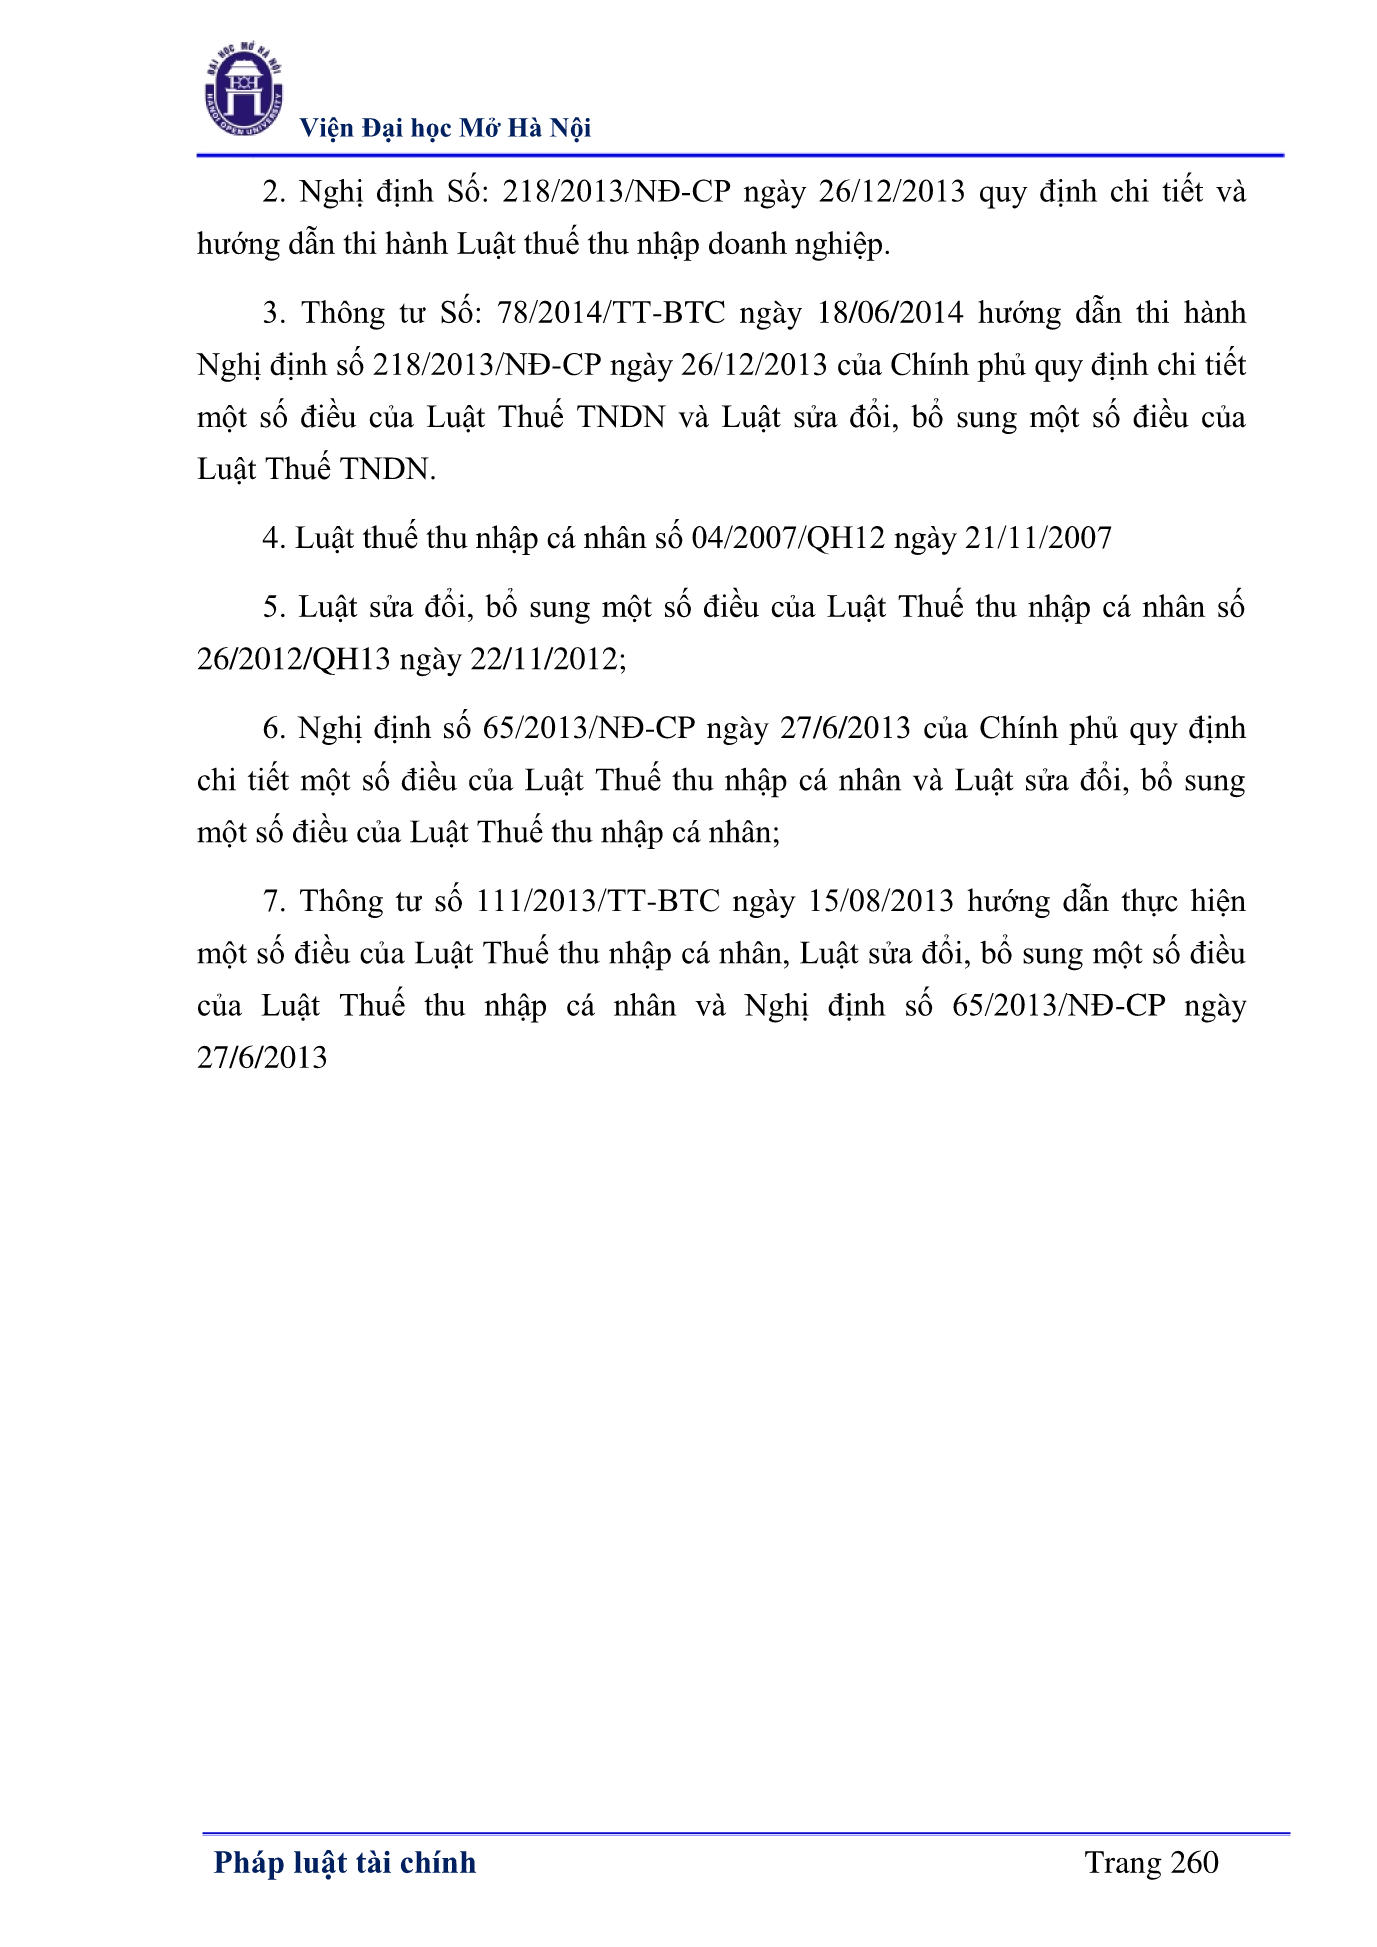 ĐẠI HỌC MỞ HÀ NỘI
HOU
HANOI OPEN UNIVERSITY
Viện Đại học Mở Hà Nội
2. Nghị định Số: 218/2013/NĐ-CP ngày 26/12/2013 quy định chi tiết và
hướng dẫn thi hành Luật thuế thu nhập doanh nghiệp.
3. Thông tư Số: 78/2014/TT-BTC ngày 18/06/2014 hướng dẫn thi hành
Nghị định số 218/2013/NĐ-CP ngày 26/12/2013 của Chính phủ quy định chi tiết
một số điều của Luật Thuế TNDN và Luật sửa đổi, bổ sung một số điều của
Luật Thuế TNDN.
4. Luật thuế thu nhập cá nhân số 04/2007/QH12 ngày 21/11/2007
5. Luật sửa đổi, bổ sung một số điều của Luật Thuế thu nhập cá nhân số
26/2012/QH13 ngày 22/11/2012;
6. Nghị định số 65/2013/NĐ-CP ngày 27/6/2013 của Chính phủ quy định
chi tiết một số điều của Luật Thuế thu nhập cá nhân và Luật sửa đổi, bổ sung
một số điều của Luật Thuế thu nhập cá nhân;
7. Thông tư số 111/2013/TT-BTC ngày 15/08/2013 hướng dẫn thực hiện
một số điều của Luật Thuế thu nhập cá nhân, Luật sửa đổi, bổ sung một số điều
của Luật Thuế thu nhập cá nhân và Nghị định số 65/2013/NĐ-CP ngày
27/6/2013
Pháp luật tài chính
Trang 260